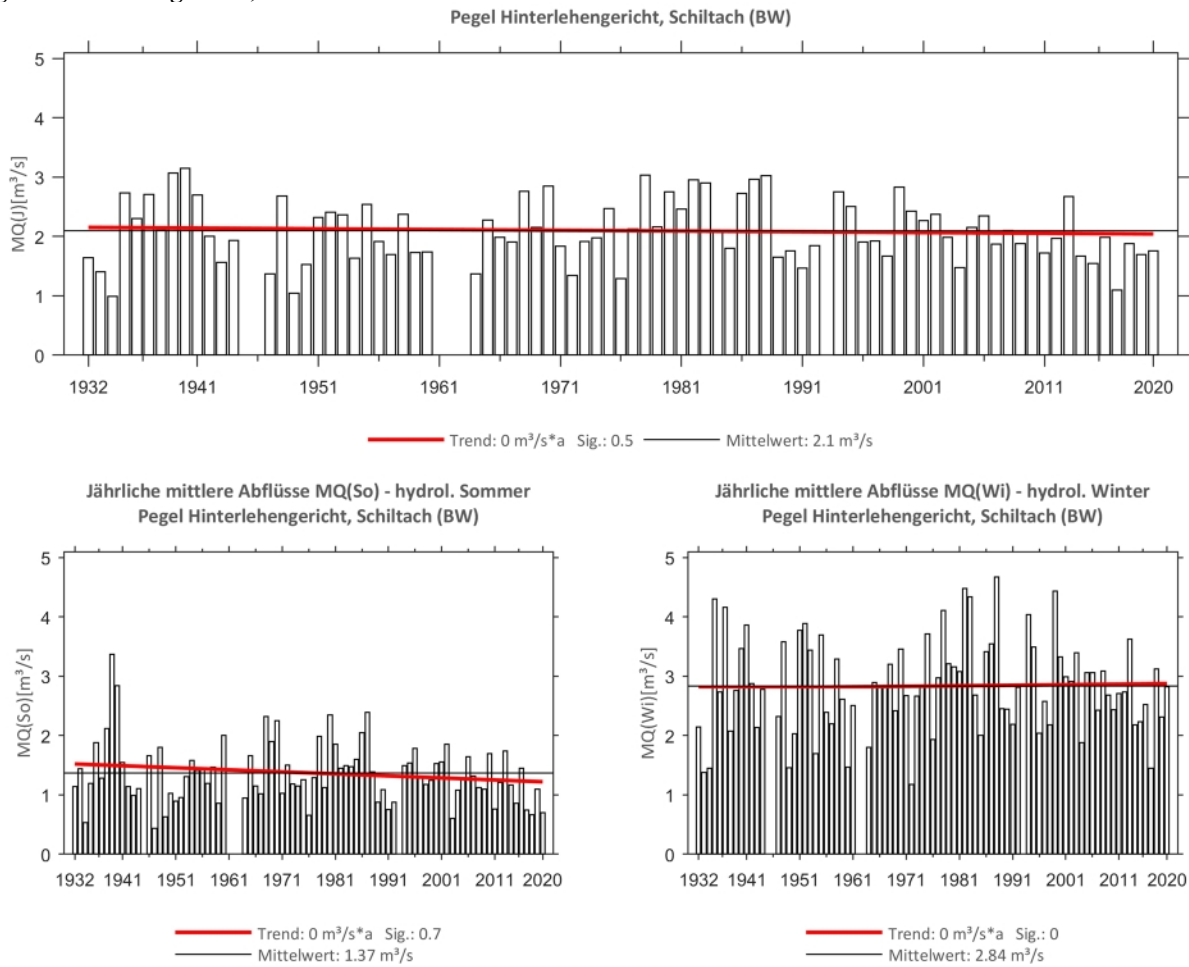 Pegel Hinterlehengericht, Schiltach (BW)
MQ(J)[m³/s]
5
4
3
2
1
0
1932 1941 1951 1961 1971 1981 1991 2001 2011 2020
Trend: 0 m³/s*a Sig.: 0.5 Mittelwert: 2.1 m³/s
Jährliche mittlere Abflüsse MQ(So) - hydrol. Sommer
Pegel Hinterlehengericht, Schiltach (BW)
MQ(So)[m³/s]
5
4
3
2
1
0
1932 1941 1951 1961 1971 1981 1991 2001 2011 2020
Trend: 0 m³/s*a Sig.: 0.7
Mittelwert: 1.37 m³/s
Jährliche mittlere Abflüsse MQ(Wi) - hydrol. Winter
Pegel Hinterlehengericht, Schiltach (BW)
MQ(Wi)[m³/s]
5
4
3
2
1
0
1932 1941 1951 1961 1971 1981 1991 2001 2011 2020
Trend: 0 m³/s*a Sig.: 0
Mittelwert: 2.84 m³/s